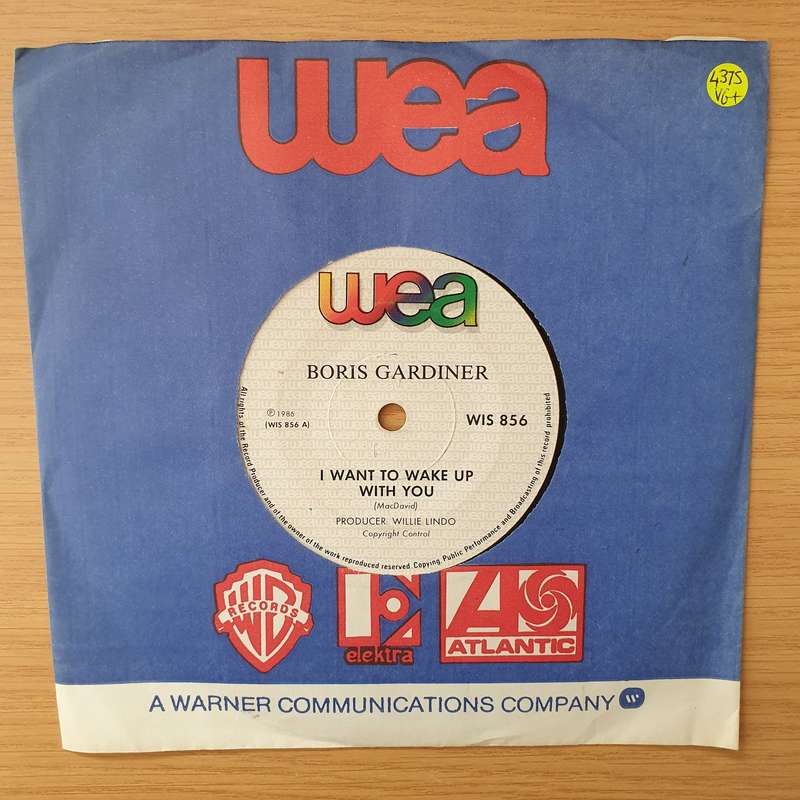 wea
4375
VG+
wea
BORIS GARDINER
℗ 1986
(WIS 856 A)
WIS 856
I WANT TO WAKE UP
WITH YOU
(MacDavid)
PRODUCER: WILLIE LINDO
Copyright Control
All rights of the Record Producer and of the owner of the work reproduced reserved. Copying, Public Performance and Broadcasting of this record prohibited
WB
RECORDS
elektra
ATLANTIC
A WARNER COMMUNICATIONS COMPANY